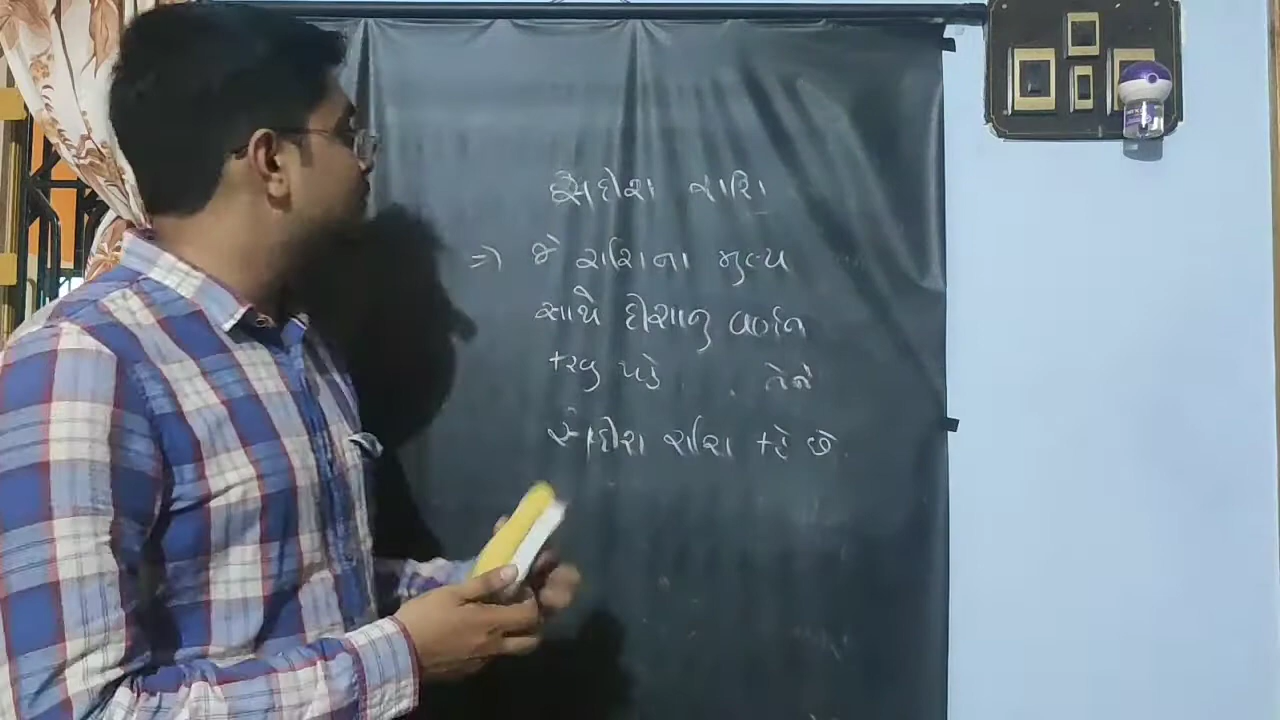 સદિશ રાશિ
⇒ જે રાશિના મુલ્ય
સાથે દીશાનુ વર્ણન
કરવુ પડે . તેને
સદીશ રાશિ કહે છે.